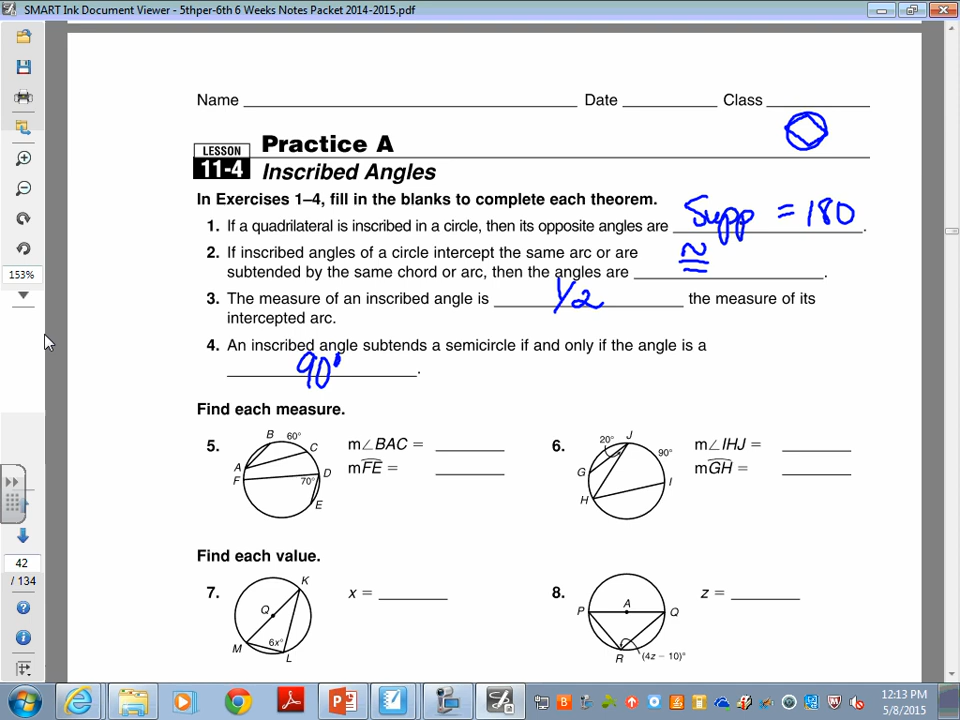 SMART Ink Document Viewer - 5thper-6th 6 Weeks Notes Packet 2014-2015.pdf
Name Date Class
LESSON
11-4
Practice A
Inscribed Angles
In Exercises 1–4, fill in the blanks to complete each theorem.
1. If a quadrilateral is inscribed in a circle, then its opposite angles are Supp = 180 .
2. If inscribed angles of a circle intercept the same arc or are
subtended by the same chord or arc, then the angles are ≅ .
3. The measure of an inscribed angle is 1/2 the measure of its
intercepted arc.
4. An inscribed angle subtends a semicircle if and only if the angle is a
90° .
Find each measure.
5. B 60° C A F D 70° E
m∠BAC =
mFE =
6. J 20° 90° G I H
m∠IHJ =
mGH =
Find each value.
7. K Q 6x° M L
x =
8. A P Q R (4z − 10)°
z =
153%
42
/ 134
12:13 PM
5/8/2015